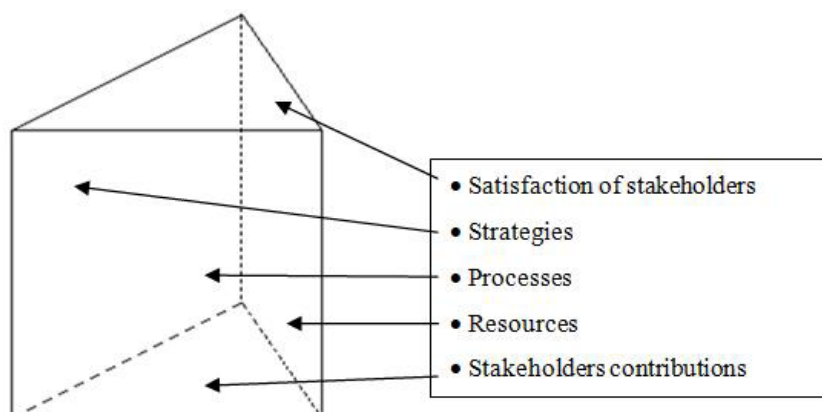 • Satisfaction of stakeholders
• Strategies
• Processes
• Resources
• Stakeholders contributions